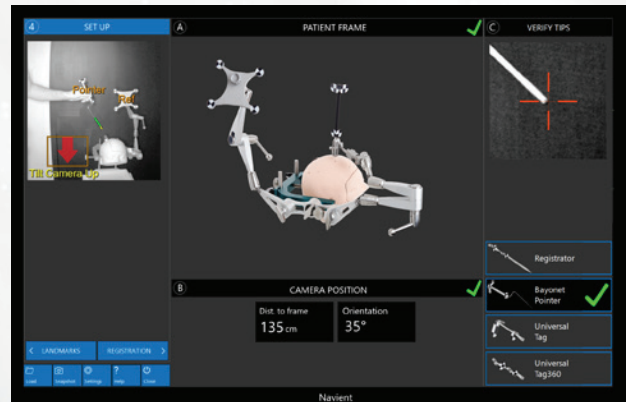 4 SET UP
Pointer
Ref
Tilt Camera Up
< LANDMARKS
REGISTRATION >
Load
Snapshot
Settings
Help
Close
A PATIENT FRAME
B CAMERA POSITION
Dist. to frame
135 cm
Orientation
35°
C VERIFY TIPS
Registrator
Bayonet
Pointer
Universal
Tag
Universal
Tag360
Navient